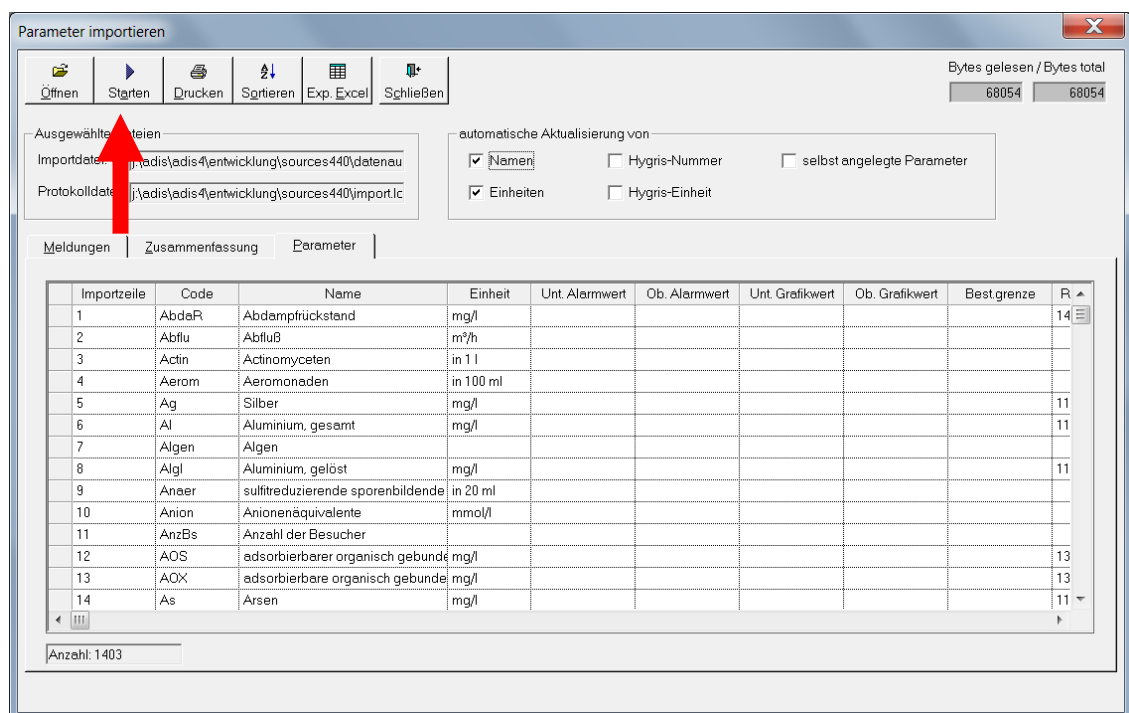 Parameter importieren
Bytes gelesen / Bytes total
Öffnen Starten Drucken Sortieren Exp. Excel Schließen
68054 68054
Ausgewählte Dateien
automatische Aktualisierung von
Importdatei: j:\adis\adis4\entwicklung\sources440\datenau
Namen Hygris-Nummer selbst angelegte Parameter
j:\adis\adis4\entwicklung\sources440\import.lo
Einheiten Hygris-Einheit
Meldungen Zusammenfassung Parameter
Importzeile Code Name Einheit Unt. Alarmwert Ob. Alarmwert Unt. Grafikwert Ob. Grafikwert Best.grenze R
1 AbdaR Abdampfrückstand mg/l 14
2 Abflu Abfluß m³/h
3 Actin Actinomyceten in 1 l
4 Aerom Aeromonaden in 100 ml
5 Ag Silber mg/l 11
6 Al Aluminium, gesamt mg/l 11
7 Algen Algen
8 Algl Aluminium, gelöst mg/l 11
9 Anaer sulfitreduzierende sporenbildende in 20 ml
10 Anion Anionenäquivalente mmol/l
11 AnzBs Anzahl der Besucher
12 AOS adsorbierbarer organisch gebunde mg/l 13
13 AOX adsorbierbare organisch gebunde mg/l 13
14 As Arsen mg/l 11
Anzahl: 1403